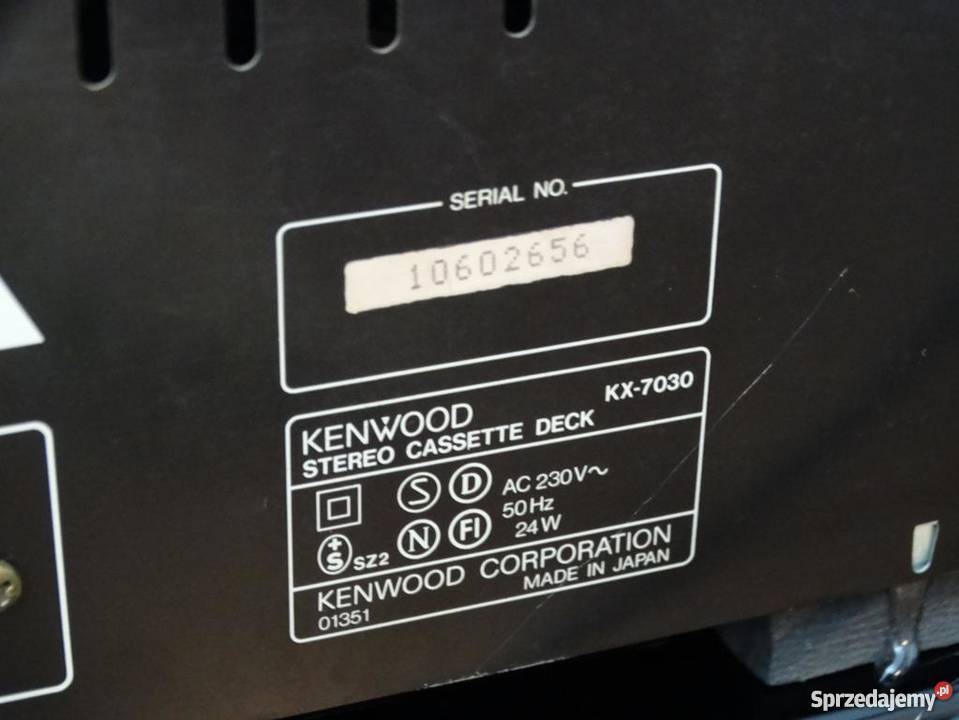 SERIAL NO.
10602656
KENWOOD KX-7030
STEREO CASSETTE DECK
S D AC 230V~
50Hz
N FI 24W
+S SZ2
KENWOOD CORPORATION
01351 MADE IN JAPAN
Sprzedajemy.pl